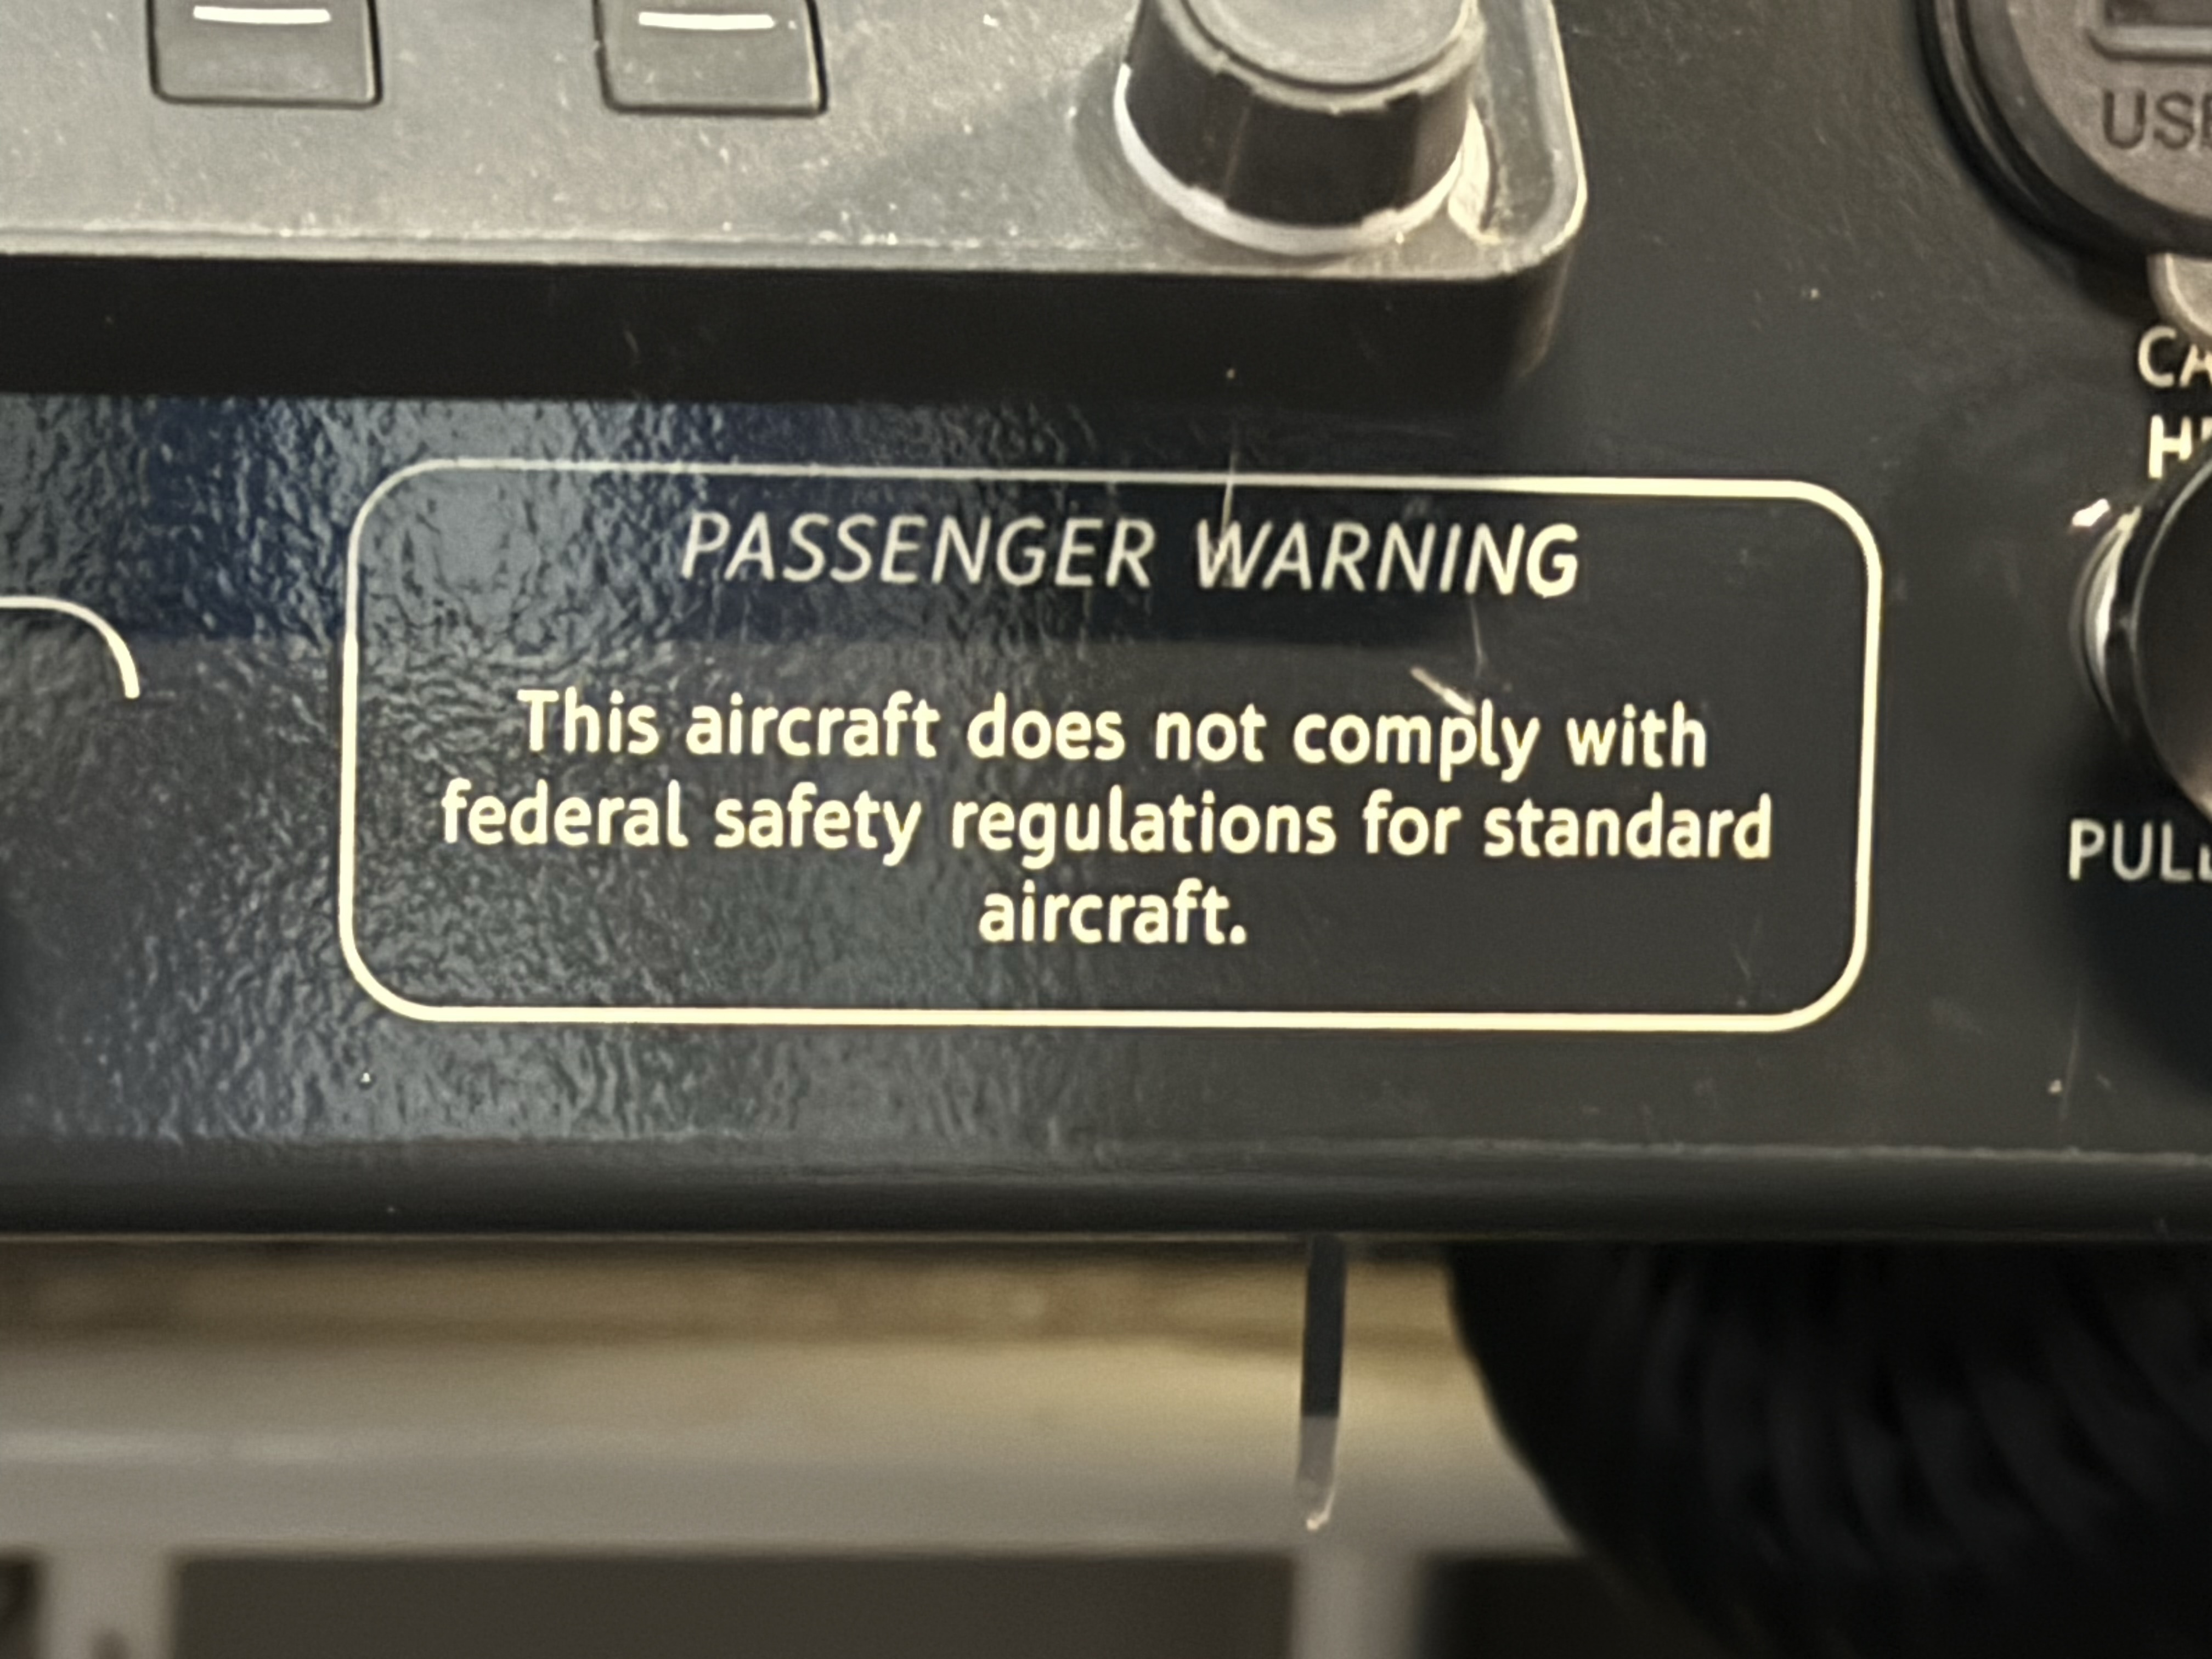 PASSENGER WARNING
This aircraft does not comply with
federal safety regulations for standard
aircraft.